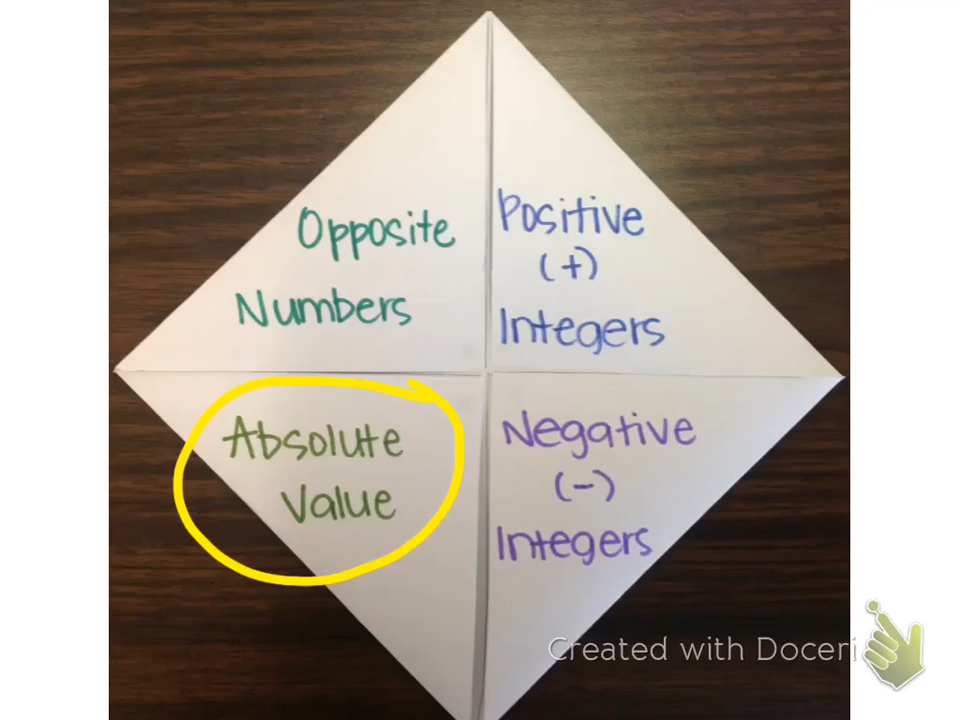 Opposite
Numbers
Positive
(+)
Integers
Absolute
Value
Negative
(-)
Integers
Created with Doceri